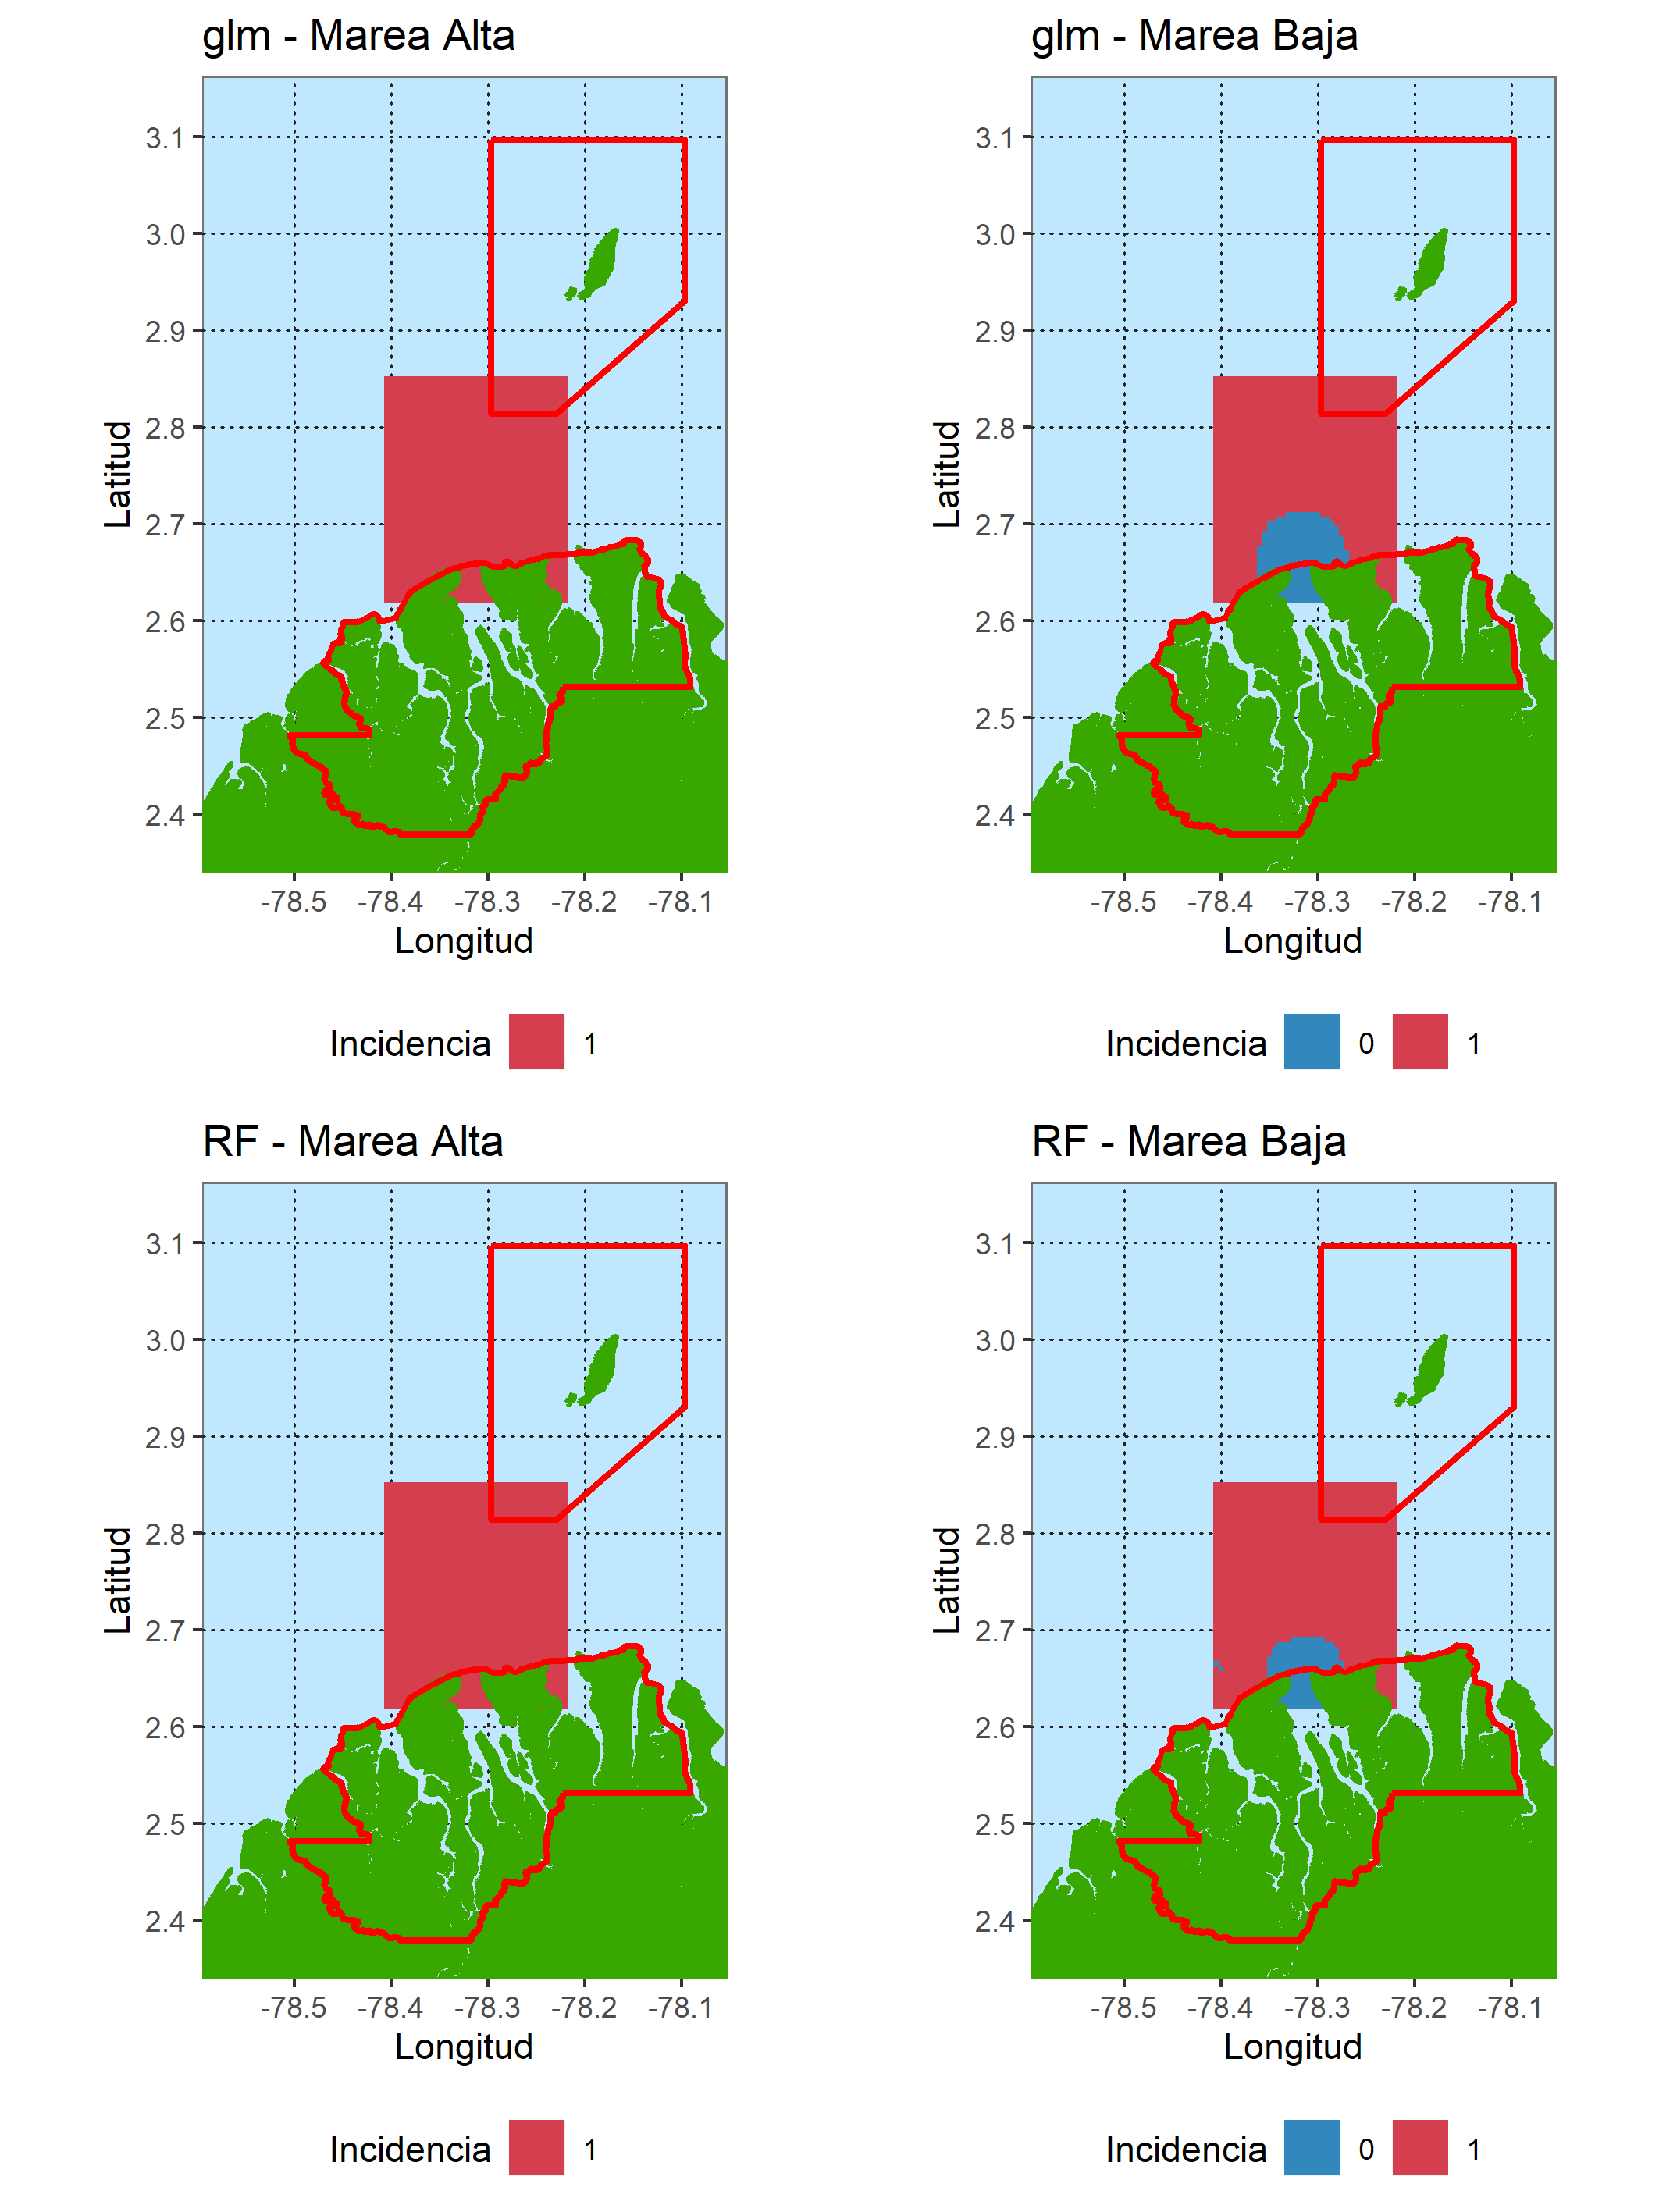 glm - Marea Alta
3.1
3.0
2.9
2.8
2.7
2.6
2.5
2.4
Latitud
-78.5 -78.4 -78.3 -78.2 -78.1
Longitud
Incidencia 1
glm - Marea Baja
3.1
3.0
2.9
2.8
2.7
2.6
2.5
2.4
Latitud
-78.5 -78.4 -78.3 -78.2 -78.1
Longitud
Incidencia 0 1
RF - Marea Alta
3.1
3.0
2.9
2.8
2.7
2.6
2.5
2.4
Latitud
-78.5 -78.4 -78.3 -78.2 -78.1
Longitud
Incidencia 1
RF - Marea Baja
3.1
3.0
2.9
2.8
2.7
2.6
2.5
2.4
Latitud
-78.5 -78.4 -78.3 -78.2 -78.1
Longitud
Incidencia 0 1